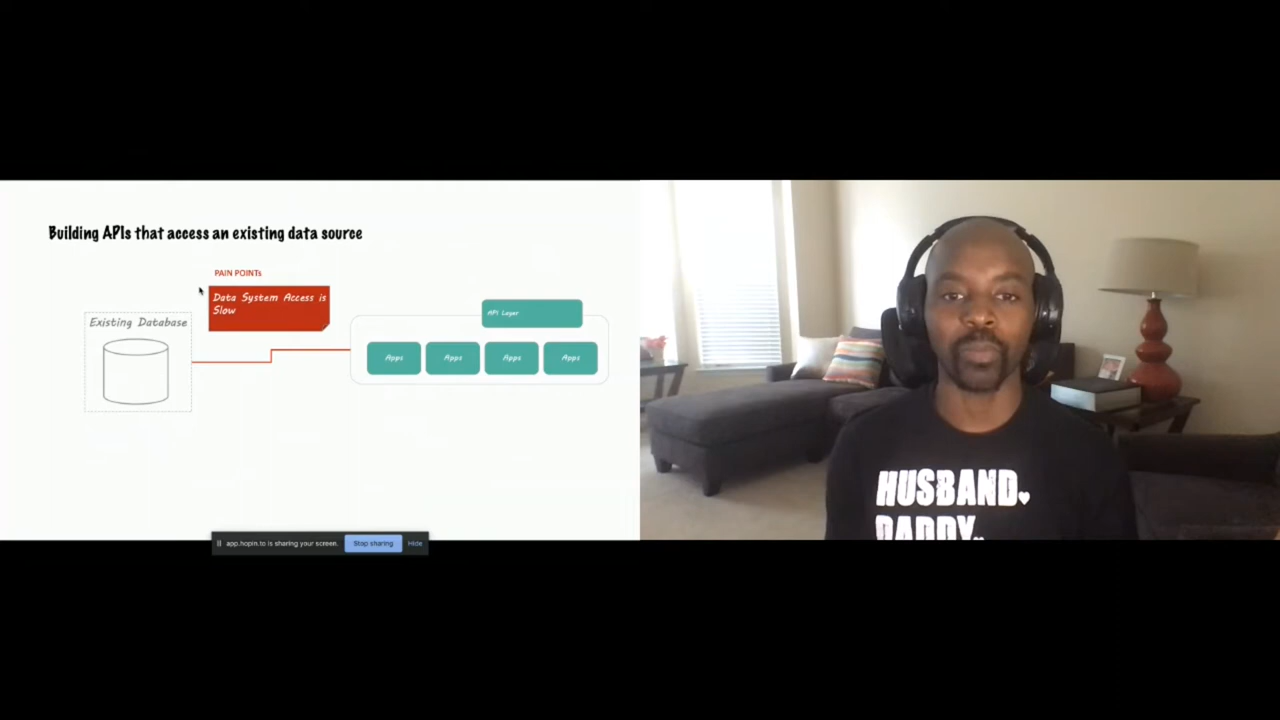 Building APIs that access an existing data source
PAIN POINTs
Data System Access is
Slow
Existing Database
API Layer
Apps
Apps
Apps
Apps
app.hopin.to is sharing your screen.
Stop sharing
Hide
HUSBAND.
DADDY.